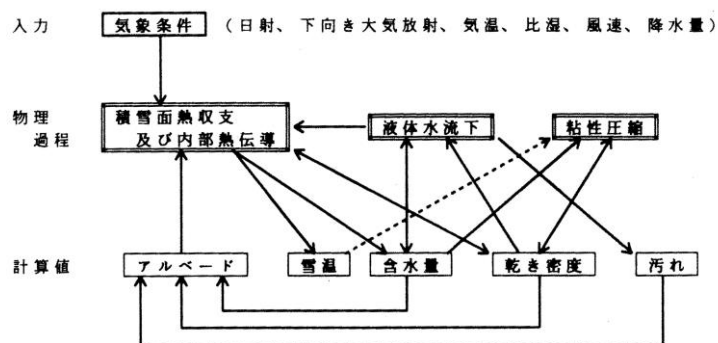 入力 気象条件 (日射、下向き大気放射、気温、比湿、風速、降水量)
物理 積雪面熱収支 液体水流下 粘性圧縮
過程 及び内部熱伝導
計算値 アルベード 雪温 含水量 乾き密度 汚れ